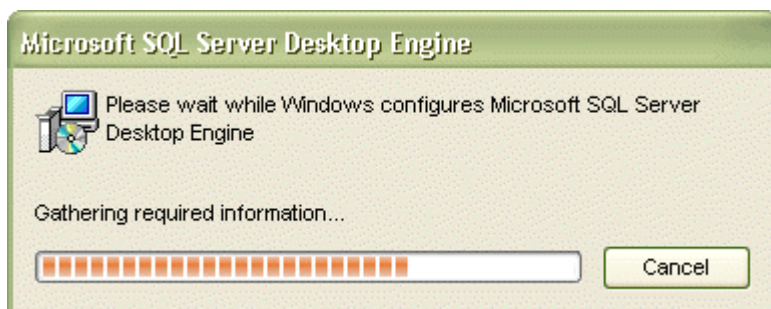 Microsoft SQL Server Desktop Engine
Please wait while Windows configures Microsoft SQL Server
Desktop Engine
Gathering required information...
Cancel